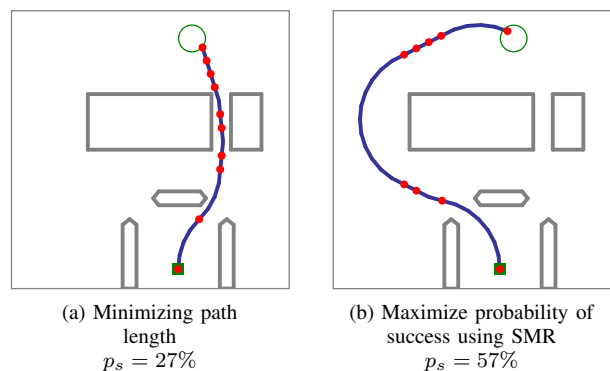 (a) Minimizing path
length
p_s = 27%
(b) Maximize probability of
success using SMR
p_s = 57%